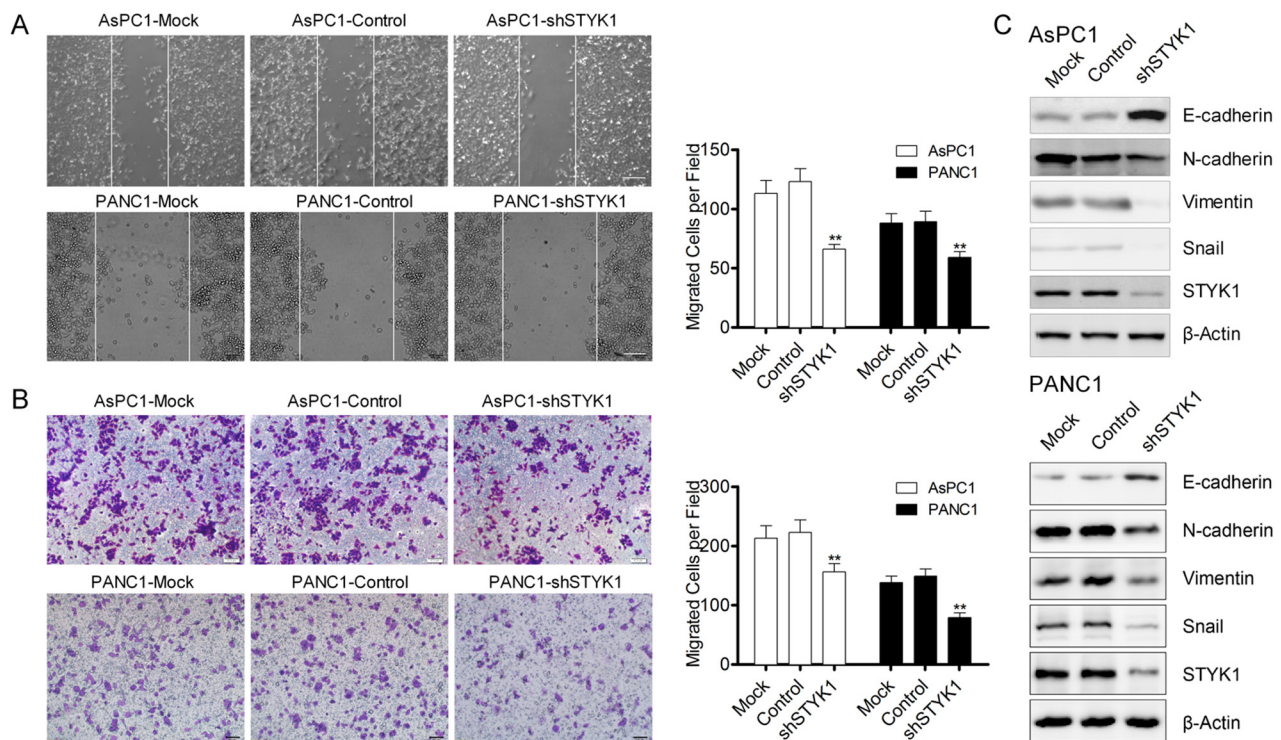 A
AsPC1-Mock
AsPC1-Control
AsPC1-shSTYK1
PANC1-Mock
PANC1-Control
PANC1-shSTYK1
Migrated Cells per Field
150
100
50
0
AsPC1
PANC1
**
**
Mock
Control
shSTYK1
Mock
Control
shSTYK1
B
AsPC1-Mock
AsPC1-Control
AsPC1-shSTYK1
PANC1-Mock
PANC1-Control
PANC1-shSTYK1
Migrated Cells per Field
300
200
100
0
AsPC1
PANC1
**
**
Mock
Control
shSTYK1
Mock
Control
shSTYK1
C
AsPC1
Mock
Control
shSTYK1
E-cadherin
N-cadherin
Vimentin
Snail
STYK1
β-Actin
PANC1
Mock
Control
shSTYK1
E-cadherin
N-cadherin
Vimentin
Snail
STYK1
β-Actin